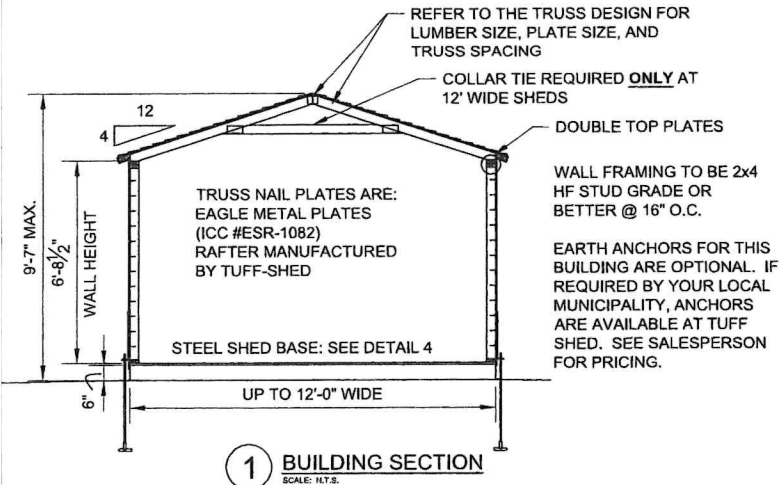 REFER TO THE TRUSS DESIGN FOR
LUMBER SIZE, PLATE SIZE, AND
TRUSS SPACING
COLLAR TIE REQUIRED ONLY AT
12' WIDE SHEDS
12
4
DOUBLE TOP PLATES
WALL FRAMING TO BE 2x4
HF STUD GRADE OR
BETTER @ 16" O.C.
TRUSS NAIL PLATES ARE:
EAGLE METAL PLATES
(ICC #ESR-1082)
RAFTER MANUFACTURED
BY TUFF-SHED
9'-7" MAX.
6'-8½"
WALL HEIGHT
EARTH ANCHORS FOR THIS
BUILDING ARE OPTIONAL. IF
REQUIRED BY YOUR LOCAL
MUNICIPALITY, ANCHORS
ARE AVAILABLE AT TUFF
SHED. SEE SALESPERSON
FOR PRICING.
STEEL SHED BASE: SEE DETAIL 4
6"
UP TO 12'-0" WIDE
1 BUILDING SECTION
SCALE: N.T.S.